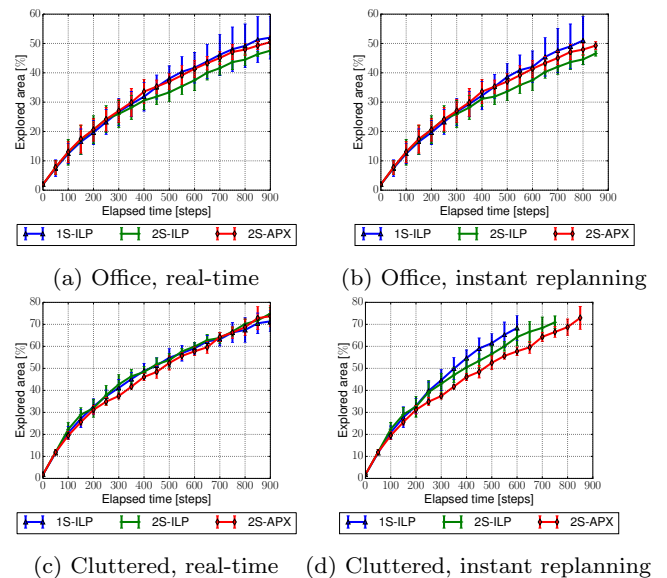 60
50
40
30
20
10
0
Explored area [%]
0 100 200 300 400 500 600 700 800 900
Elapsed time [steps]
1S-ILP 2S-ILP 2S-APX
(a) Office, real-time
60
50
40
30
20
10
0
Explored area [%]
0 100 200 300 400 500 600 700 800 900
Elapsed time [steps]
1S-ILP 2S-ILP 2S-APX
(b) Office, instant replanning
80
70
60
50
40
30
20
10
0
Explored area [%]
0 100 200 300 400 500 600 700 800 900
Elapsed time [steps]
1S-ILP 2S-ILP 2S-APX
(c) Cluttered, real-time
80
70
60
50
40
30
20
10
0
Explored area [%]
0 100 200 300 400 500 600 700 800 900
Elapsed time [steps]
1S-ILP 2S-ILP 2S-APX
(d) Cluttered, instant replanning